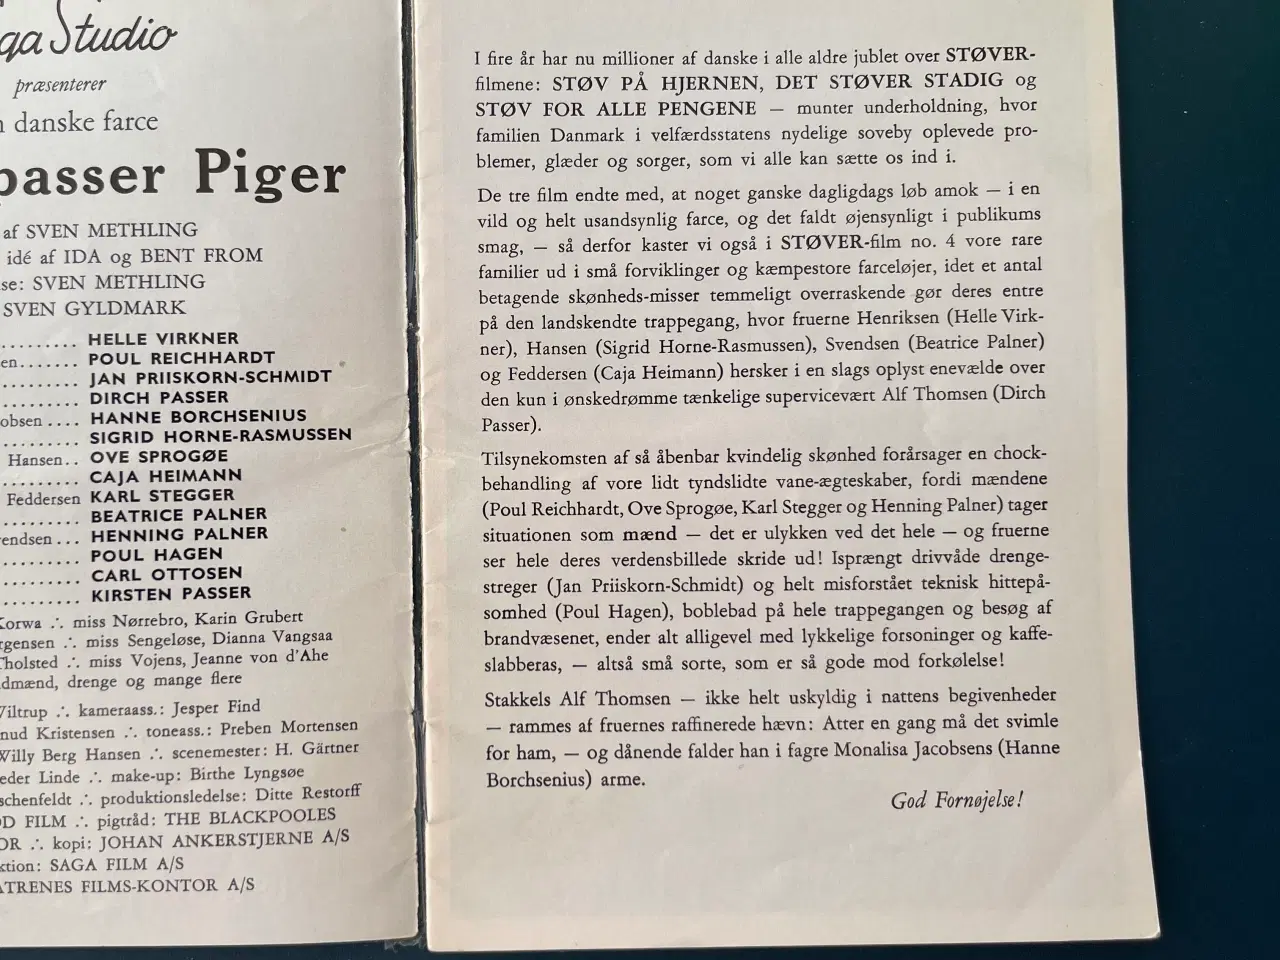 Studio
præsenterer
danske farce
passer Piger
af SVEN METHLING
idé af IDA og BENT FROM
se: SVEN METHLING
SVEN GYLDMARK
.......... HELLE VIRKNER
en....... POUL REICHHARDT
.......... JAN PRIISKORN-SCHMIDT
.......... DIRCH PASSER
obsen .... HANNE BORCHSENIUS
.......... SIGRID HORNE-RASMUSSEN
Hansen.. OVE SPROGØE
.......... CAJA HEIMANN
Feddersen KARL STEGGER
.......... BEATRICE PALNER
endsen ... HENNING PALNER
.......... POUL HAGEN
.......... CARL OTTOSEN
.......... KIRSTEN PASSER
Korwa ∴ miss Nørrebro, Karin Grubert
rgensen ∴ miss Sengeløse, Dianna Vangsaa
Tholsted ∴ miss Vojens, Jeanne von d'Ahe
dmænd, drenge og mange flere
Wiltrup ∴ kameraass.: Jesper Find
nud Kristensen ∴ toneass.: Preben Mortensen
Willy Berg Hansen ∴ scenemester: H. Gärtner
eder Linde ∴ make-up: Birthe Lyngsøe
schenfeldt ∴ produktionsledelse: Ditte Restorff
D FILM ∴ pigtråd: THE BLACKPOOLES
OR ∴ kopi: JOHAN ANKERSTJERNE A/S
ktion: SAGA FILM A/S
ATRENES FILMS-KONTOR A/S
I fire år har nu millioner af danske i alle aldre jublet over STØVER-
filmene: STØV PÅ HJERNEN, DET STØVER STADIG og
STØV FOR ALLE PENGENE — munter underholdning, hvor
familien Danmark i velfærdsstatens nydelige soveby oplevede pro-
blemer, glæder og sorger, som vi alle kan sætte os ind i.
De tre film endte med, at noget ganske dagligdags løb amok — i en
vild og helt usandsynlig farce, og det faldt øjensynligt i publikums
smag, — så derfor kaster vi også i STØVER-film no. 4 vore rare
familier ud i små forviklinger og kæmpestore farceløjer, idet et antal
betagende skønheds-misser temmeligt overraskende gør deres entre
på den landskendte trappegang, hvor fruerne Henriksen (Helle Virk-
ner), Hansen (Sigrid Horne-Rasmussen), Svendsen (Beatrice Palner)
og Feddersen (Caja Heimann) hersker i en slags oplyst enevælde over
den kun i ønskedrømme tænkelige supervicevært Alf Thomsen (Dirch
Passer).
Tilsynekomsten af så åbenbar kvindelig skønhed forårsager en chock-
behandling af vore lidt tyndslidte vane-ægteskaber, fordi mændene
(Poul Reichhardt, Ove Sprogøe, Karl Stegger og Henning Palner) tager
situationen som mænd — det er ulykken ved det hele — og fruerne
ser hele deres verdensbillede skride ud! Isprængt drivvåde drenge-
streger (Jan Priiskorn-Schmidt) og helt misforstået teknisk hittepå-
somhed (Poul Hagen), boblebad på hele trappegangen og besøg af
brandvæsenet, ender alt alligevel med lykkelige forsoninger og kaffe-
slabberas, — altså små sorte, som er så gode mod forkølelse!
Stakkels Alf Thomsen — ikke helt uskyldig i nattens begivenheder
— rammes af fruernes raffinerede hævn: Atter en gang må det svimle
for ham, — og dånende falder han i fagre Monalisa Jacobsens (Hanne
Borchsenius) arme.
God Fornøjelse!